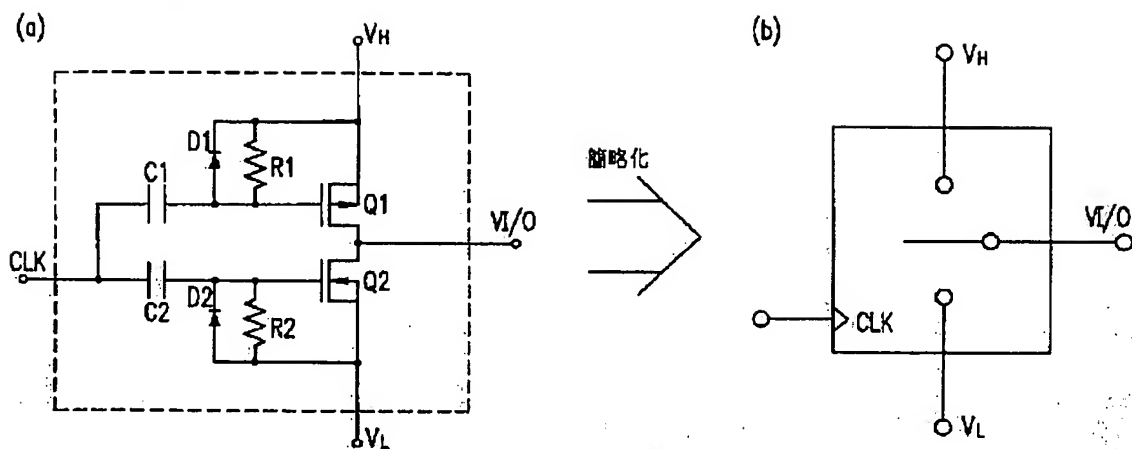 (a)
VH
D1
R1
C1
Q1
VI/O
CLK
C2
D2
R2
Q2
VL
簡略化
(b)
VH
VI/O
CLK
VL